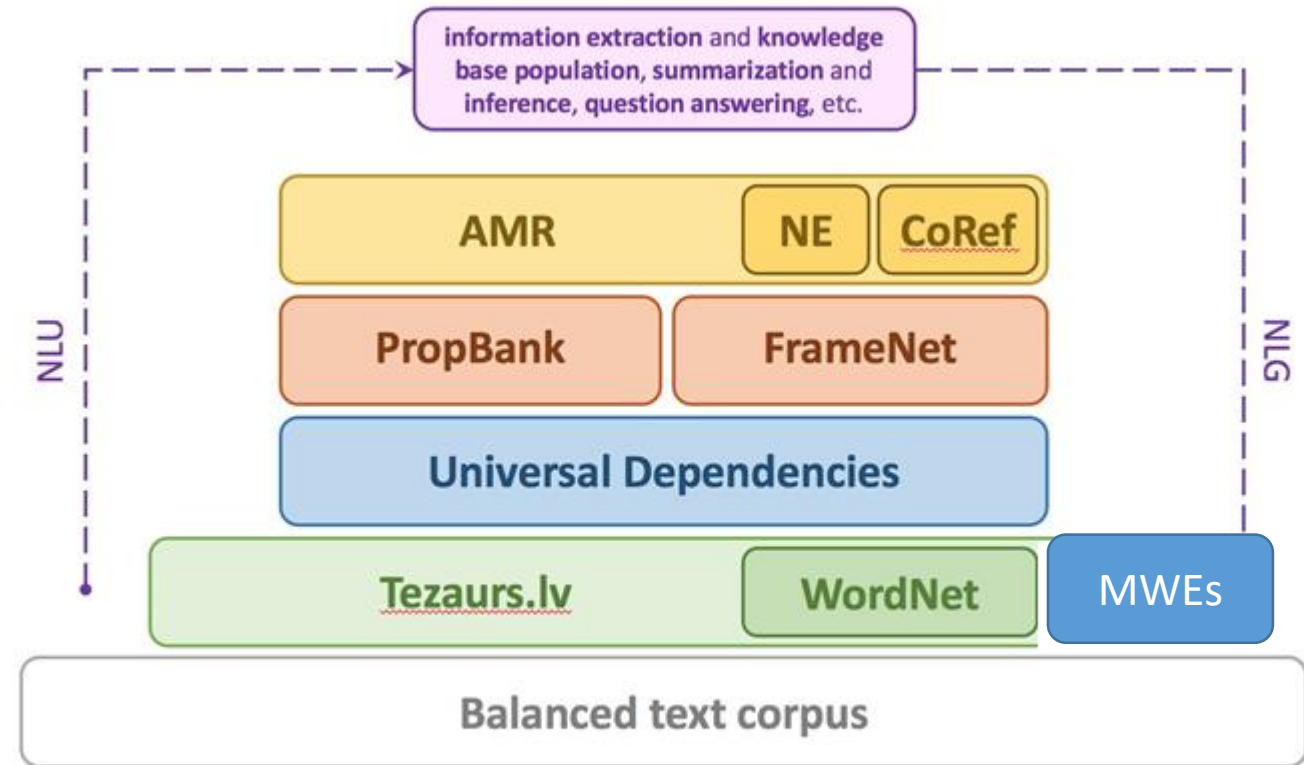 information extraction and knowledge
base population, summarization and
inference, question answering, etc.
AMR
NE
CoRef
NLU
PropBank
FrameNet
NLG
Universal Dependencies
Tezaurs.lv
WordNet
MWEs
Balanced text corpus